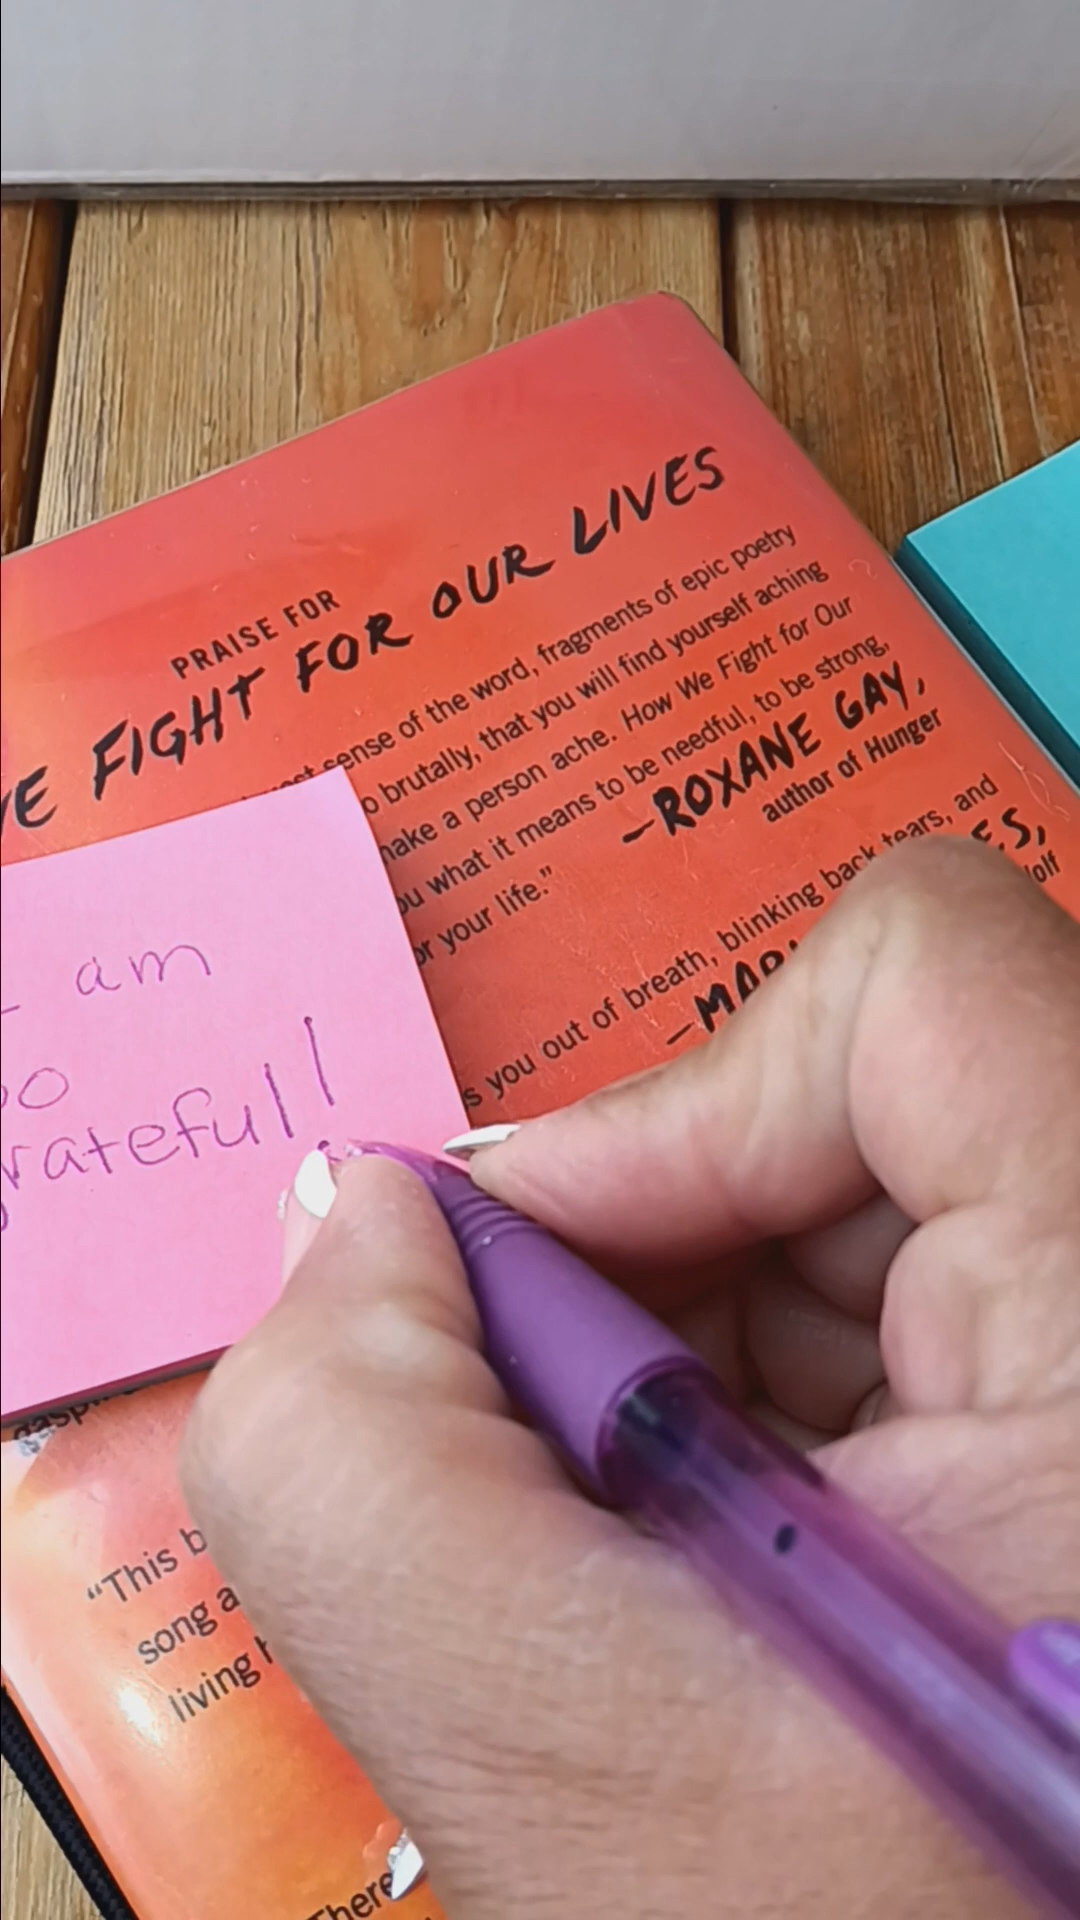 PRAISE FOR
FIGHT FOR OUR LIVES
sense of the word, fragments of epic poetry
brutally, that you will find yourself aching
make a person ache. How We Fight for Our
what it means to be needful, to be strong,
your life."
—ROXANE GAY,
author of Hunger
you out of breath, blinking back tears, and
am
grateful!
"This
song
living
There